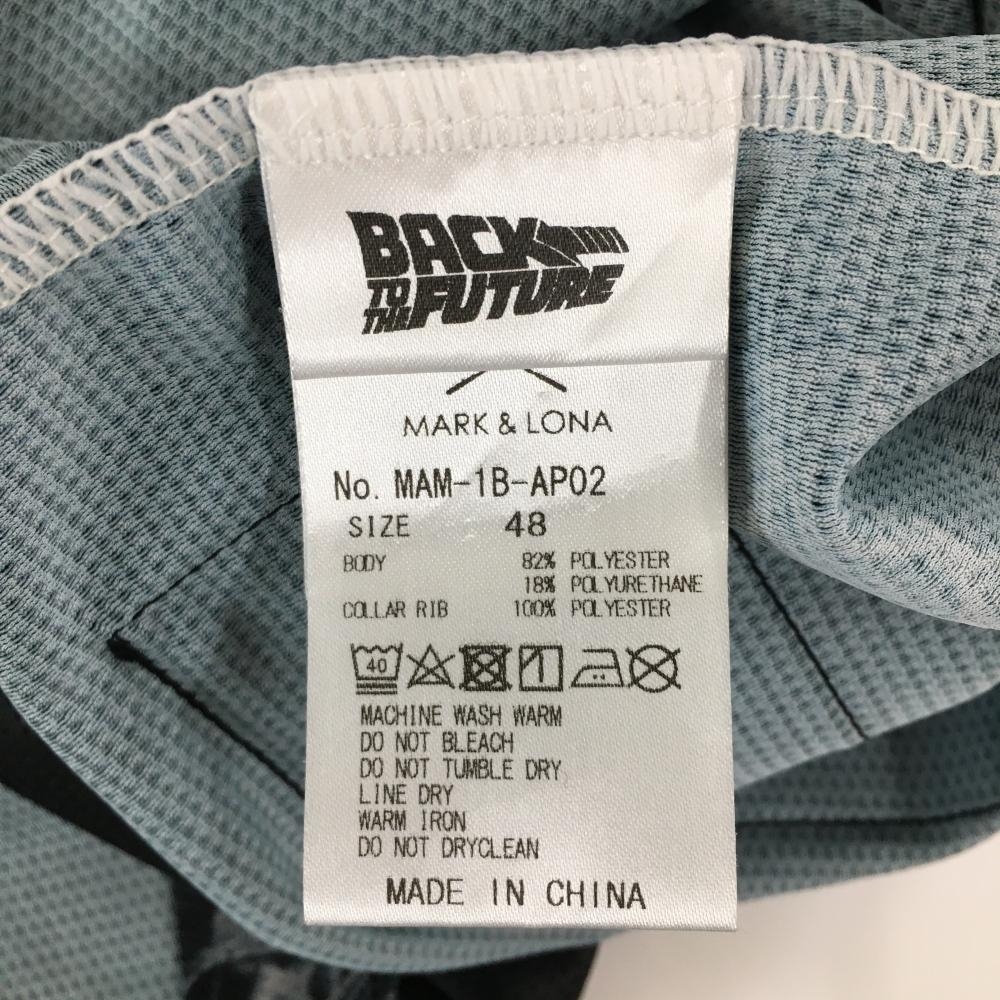 BACK
TO
THE FUTURE
MARK & LONA
No. MAM-1B-AP02
SIZE 48
BODY 82% POLYESTER
18% POLYURETHANE
COLLAR RIB 100% POLYESTER
40
MACHINE WASH WARM
DO NOT BLEACH
DO NOT TUMBLE DRY
LINE DRY
WARM IRON
DO NOT DRYCLEAN
MADE IN CHINA